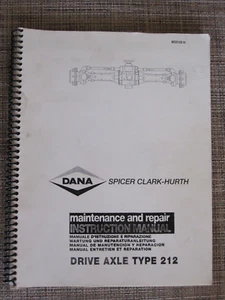 DANA
SPICER CLARK-HURTH
maintenance and repair
INSTRUCTION MANUAL
MANUALE D'ISTRUZIONI E RIPARAZIONE
WARTUNG UND REPARATURANLEITUNG
MANUAL DE MANUTENCION Y REPARACION
MANUEL ENTRETIEN ET REPARATION
DRIVE AXLE TYPE 212